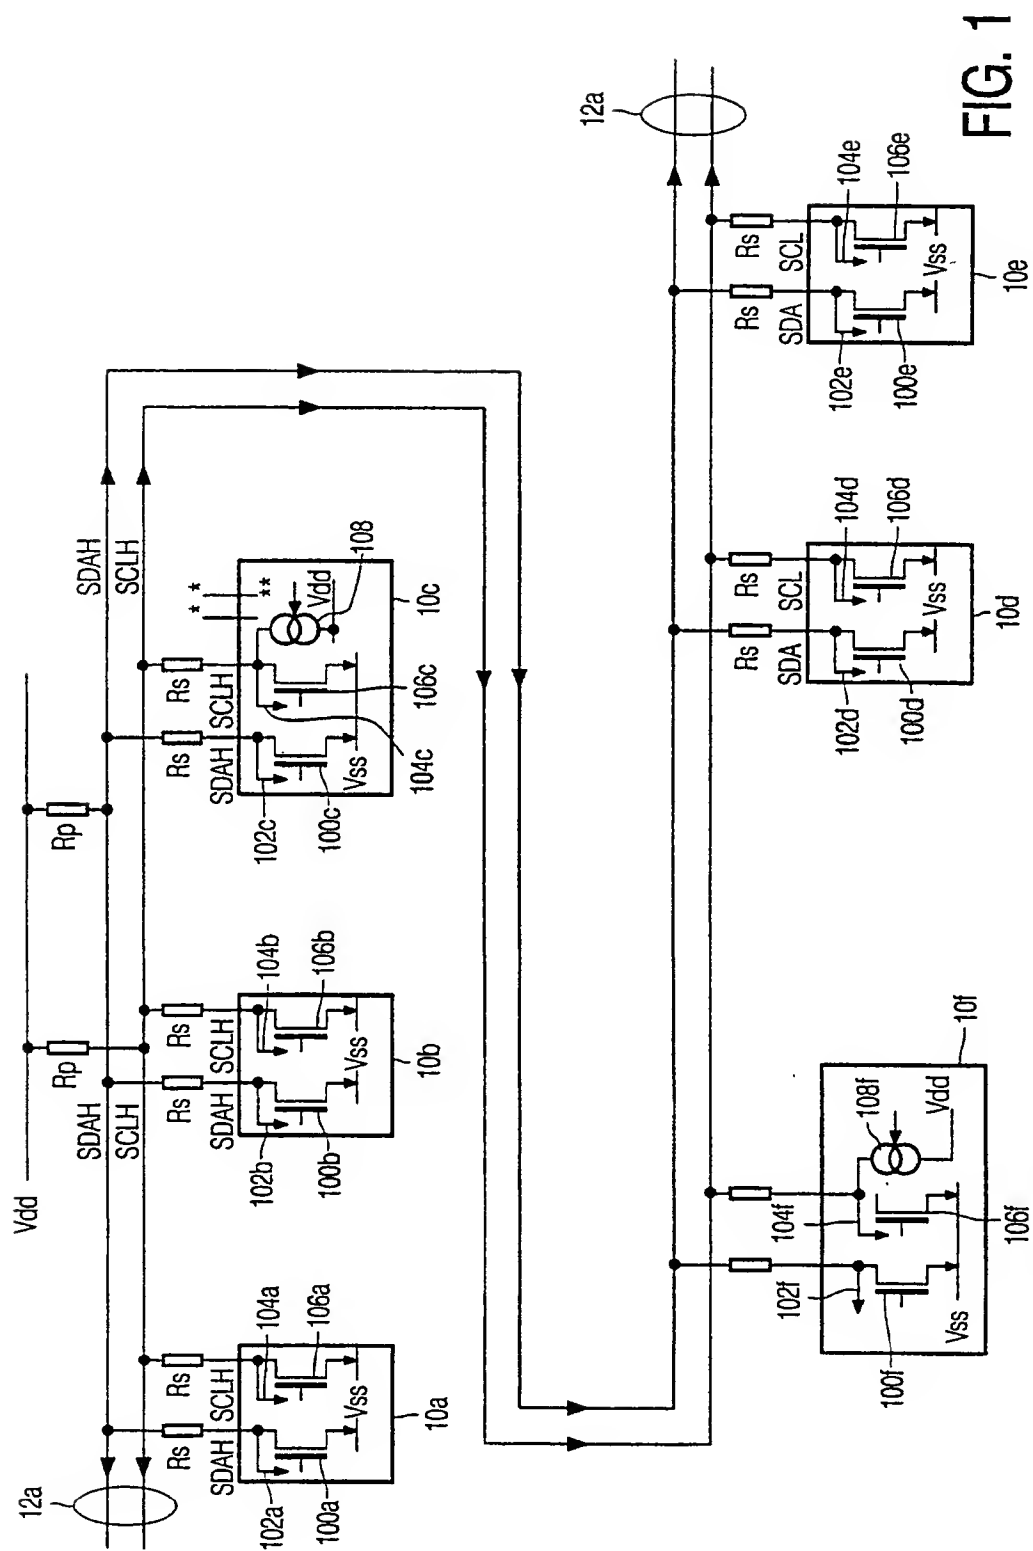 12a
Vdd
Rp
Rp
SDAH
SCLH
SDAH
SCLH
Rs
Rs
SDAH
SCLH
102a
104a
100a
106a
Vss
10a
Rs
Rs
SDAH
SCLH
102b
104b
100b
106b
Vss
10b
Rs
Rs
SDAH
SCLH
* *
**
102c
100c
Vdd
Vss
108
104c
106c
10c
12a
102f
104f
108f
100f
Vss
Vdd
106f
10f
Rs
Rs
SDA
SCL
102d
104d
100d
106d
Vss
10d
Rs
Rs
SDA
SCL
102e
104e
100e
106e
Vss
10e
FIG. 1